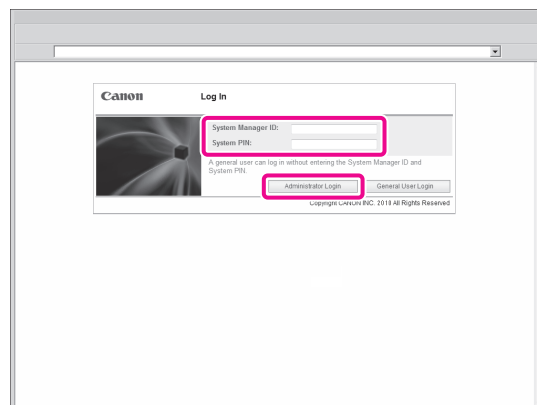 Canon
Log In
System Manager ID:
System PIN:
A general user can log in without entering the System Manager ID and
System PIN.
Administrator Login
General User Login
Copyright CANON INC. 2018 All Rights Reserved